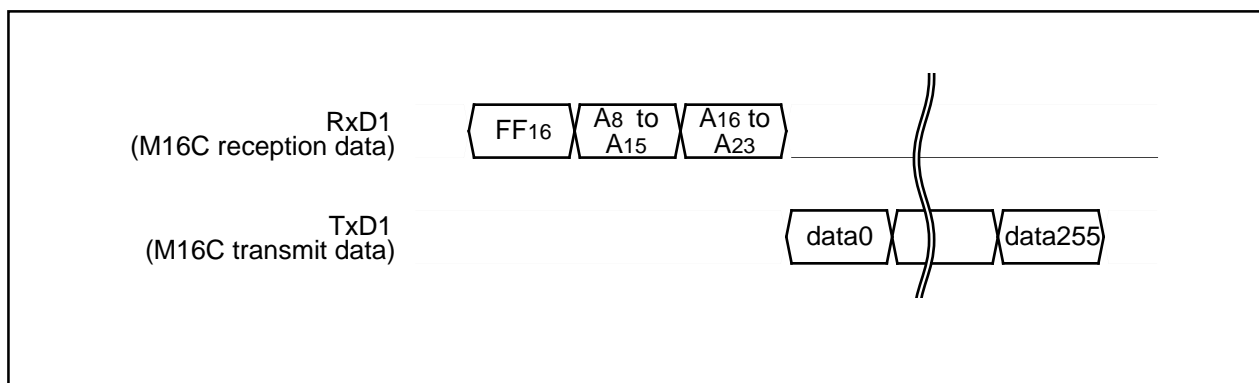 RxD1
(M16C reception data)
FF16
A8 to
A15
A16 to
A23
TxD1
(M16C transmit data)
data0
data255